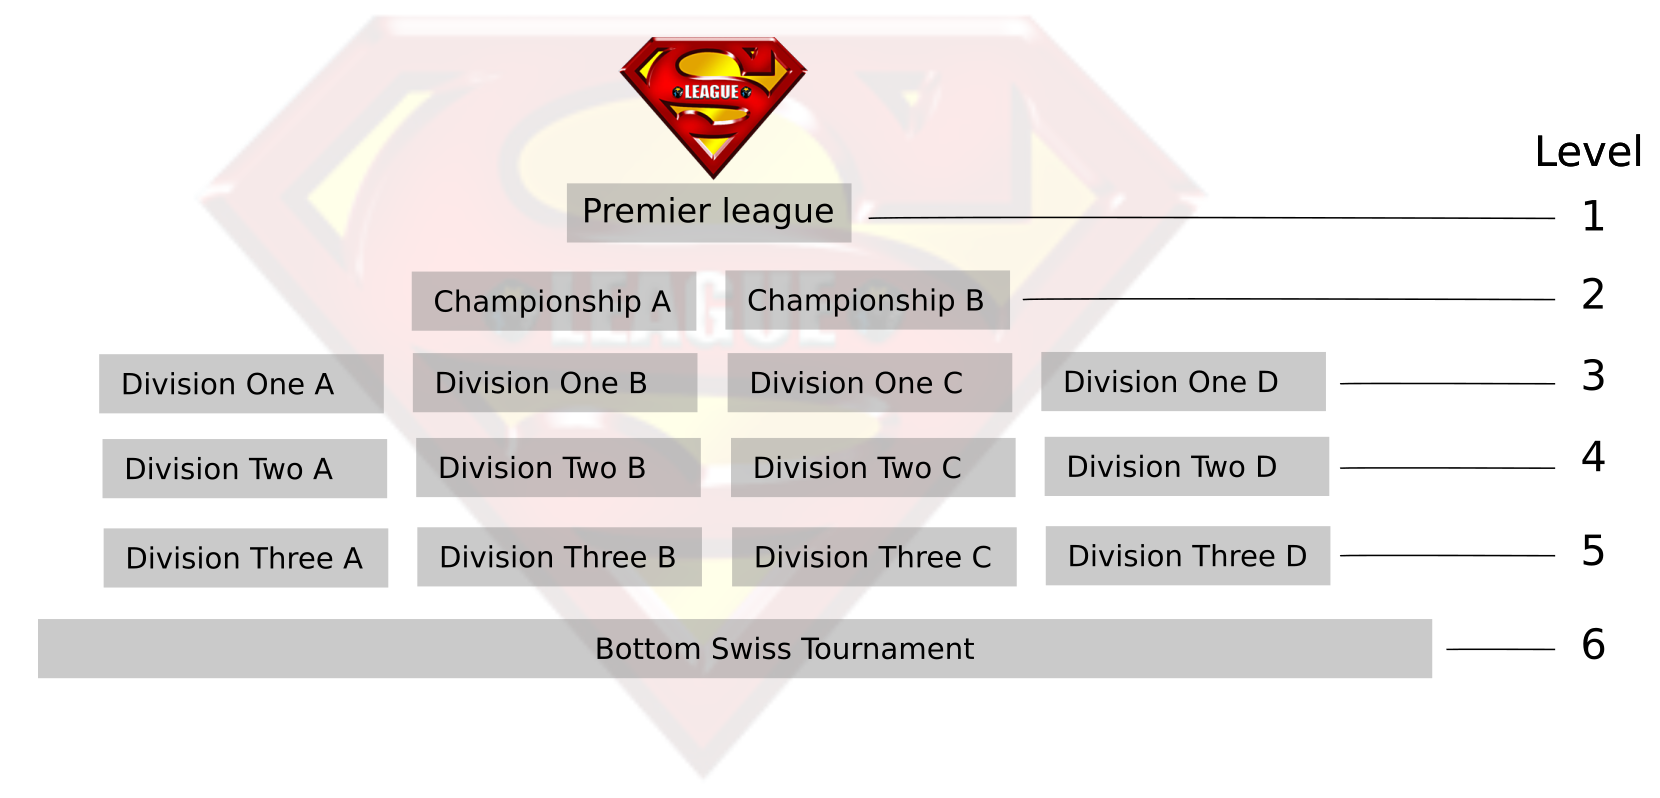 LEAGUE
Level
Premier league 1
Championship A Championship B 2
Division One A Division One B Division One C Division One D 3
Division Two A Division Two B Division Two C Division Two D 4
Division Three A Division Three B Division Three C Division Three D 5
Bottom Swiss Tournament 6
LEAGUE